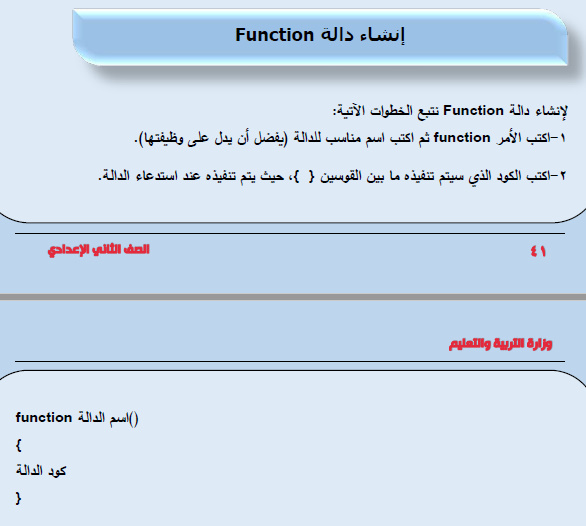 إنشاء دالة Function
لإنشاء دالة Function نتبع الخطوات الآتية:
١-اكتب الأمر function ثم اكتب اسم مناسب للدالة (يفضل أن يدل على وظيفتها).
٢-اكتب الكود الذي سيتم تنفيذه ما بين القوسين { }، حيث يتم تنفيذه عند استدعاء الدالة.
٤١
الصف الثاني الإعدادي
وزارة التربية والتعليم
function اسم الدالة()
{
كود الدالة
}